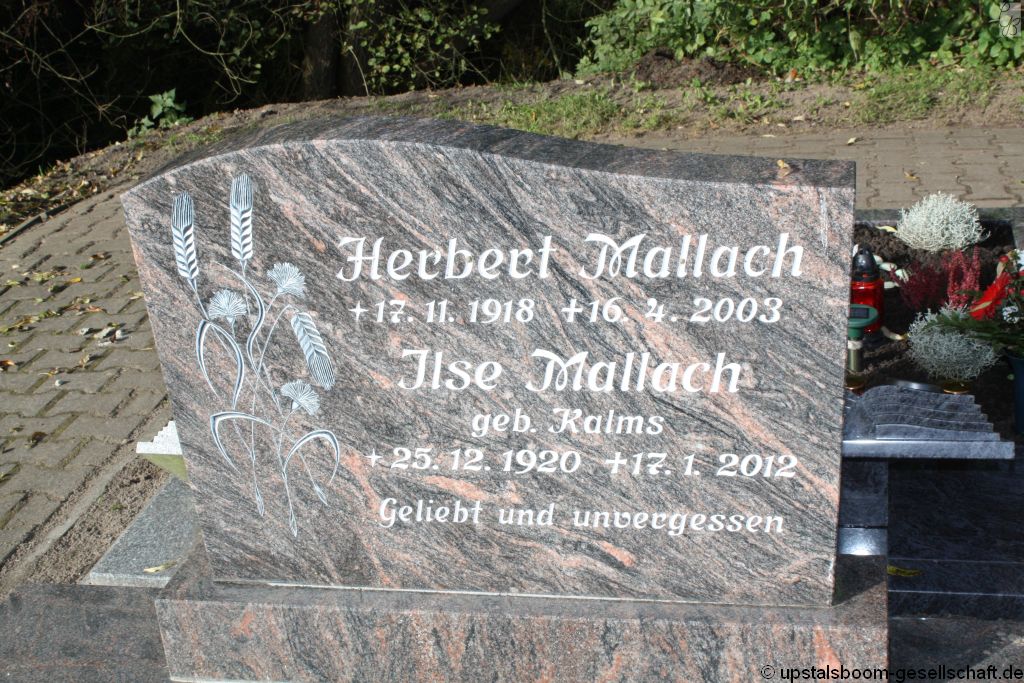 Herbert Mallach
+17. 11. 1918 +16. 4. 2003
Ilse Mallach
geb. Kalms
+25. 12. 1920 +17. 1. 2012
Geliebt und unvergessen
© upstalsboom-gesellschaft.de